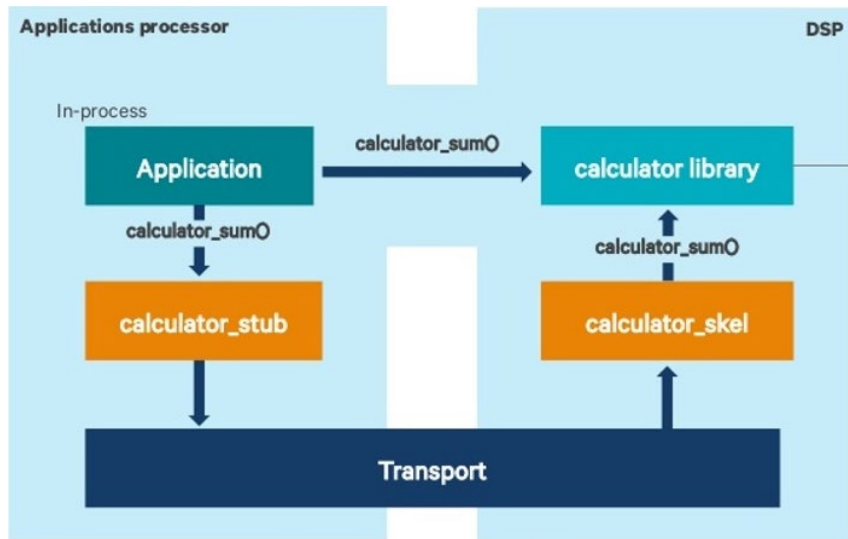 Applications processor
DSP
In-process
Application
calculator_sum()
calculator library
calculator_sum()
calculator_sum()
calculator_stub
calculator_skel
Transport